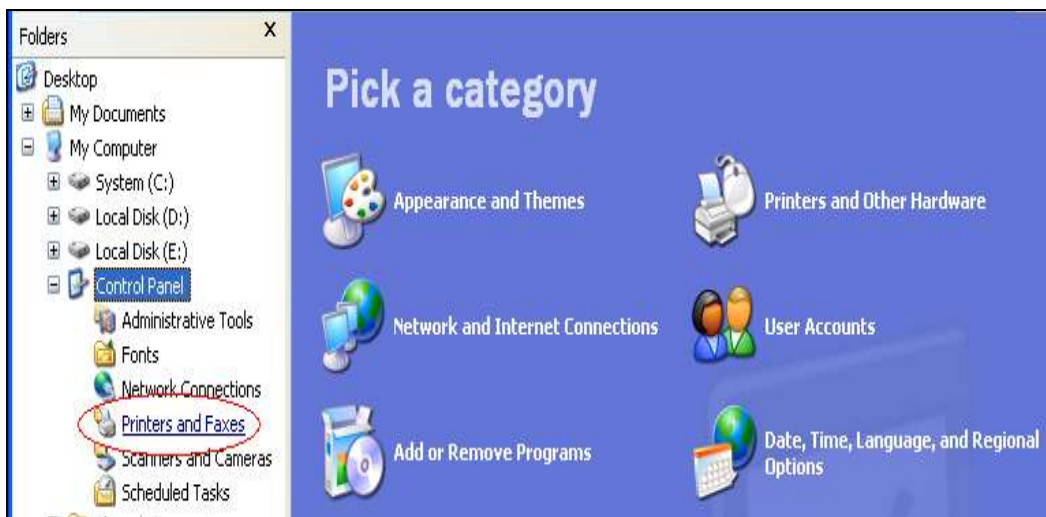 Folders X
Desktop
My Documents
My Computer
System (C:)
Local Disk (D:)
Local Disk (E:)
Control Panel
Administrative Tools
Fonts
Network Connections
Printers and Faxes
Scanners and Cameras
Scheduled Tasks
Pick a category
Appearance and Themes
Printers and Other Hardware
Network and Internet Connections
User Accounts
Add or Remove Programs
Date, Time, Language, and Regional
Options